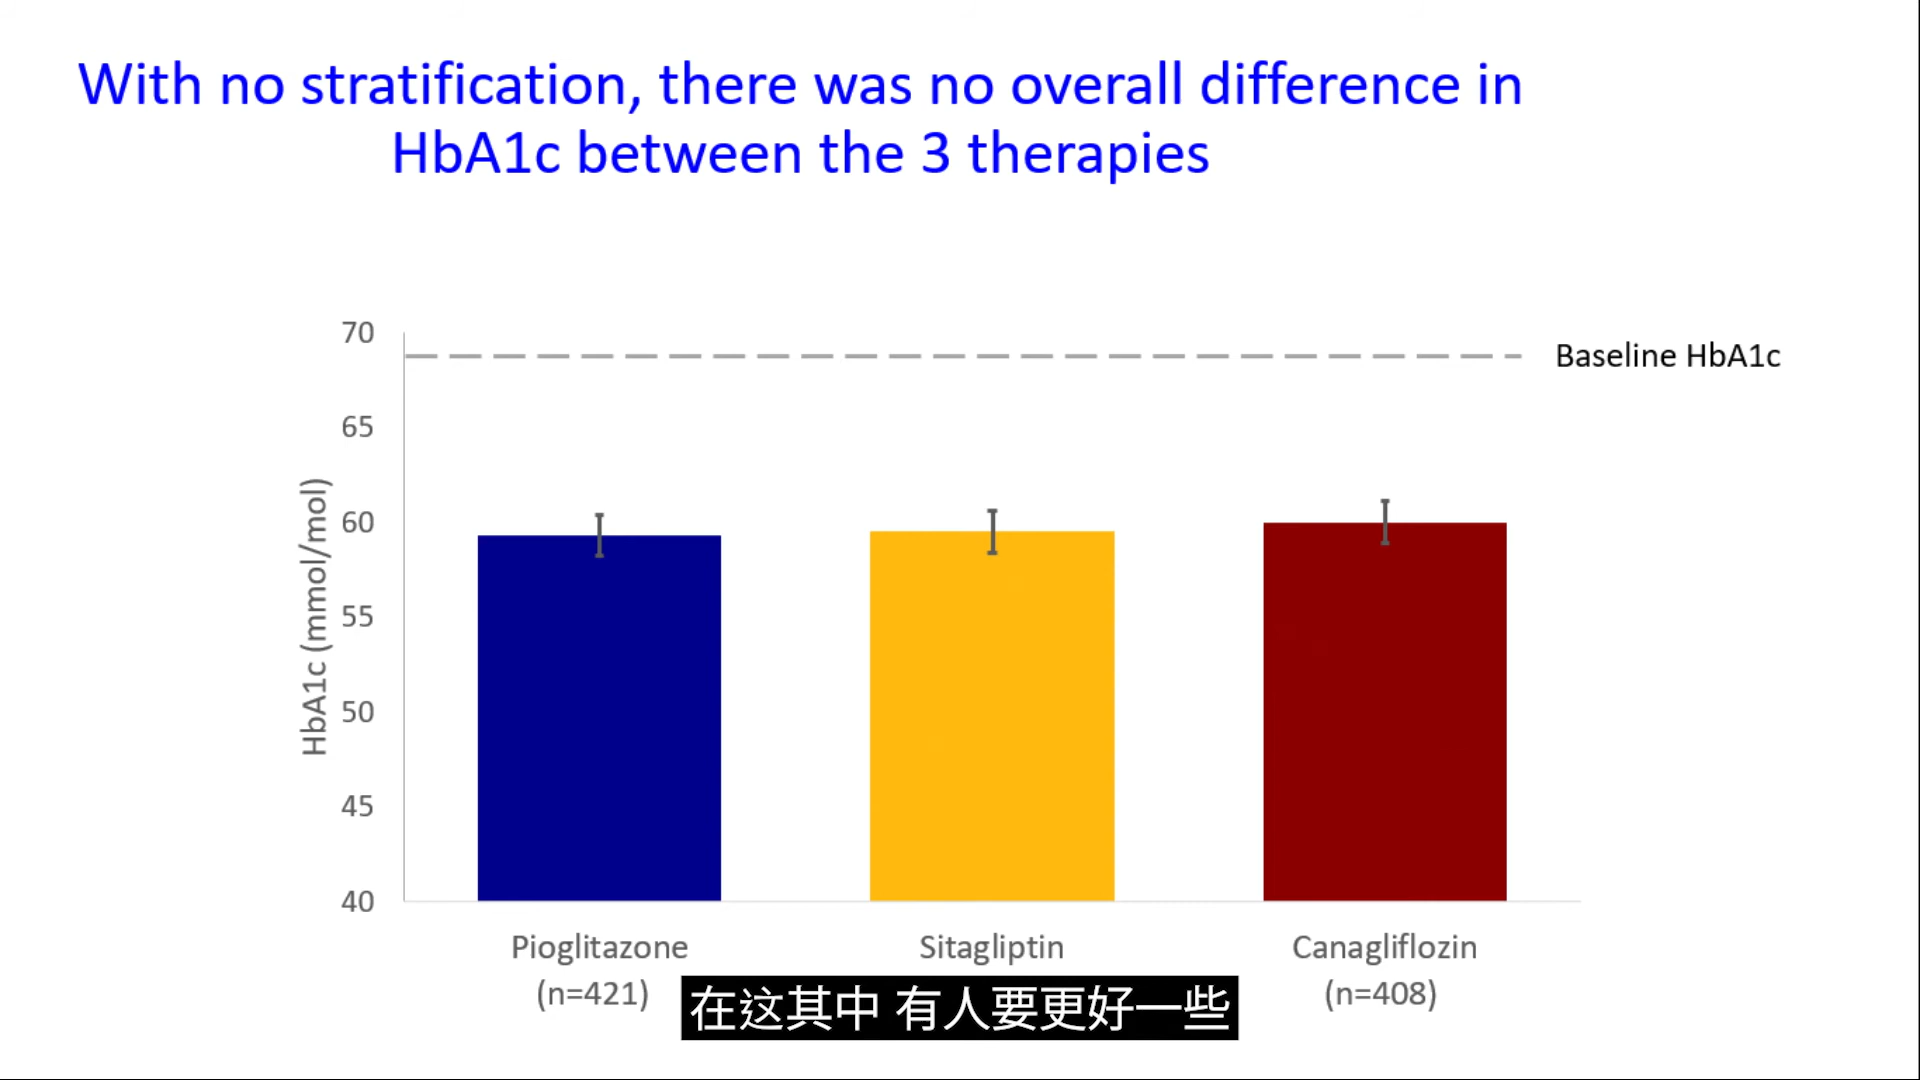 With no stratification, there was no overall difference in
HbA1c between the 3 therapies
70
Baseline HbA1c
65
60
55
50
45
40
HbA1c (mmol/mol)
Pioglitazone
(n=421)
Sitagliptin
Canagliflozin
(n=408)
在这其中 有人要更好一些